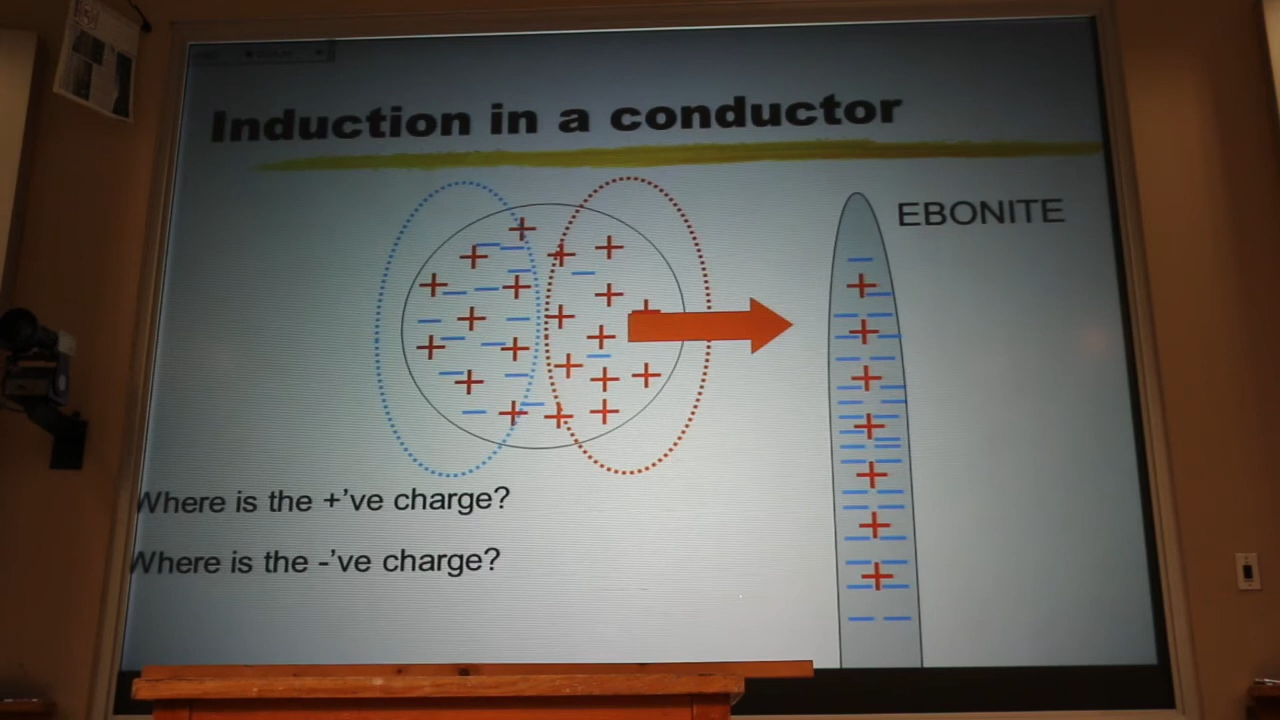 Induction in a conductor
EBONITE
Where is the +'ve charge?
Where is the -'ve charge?